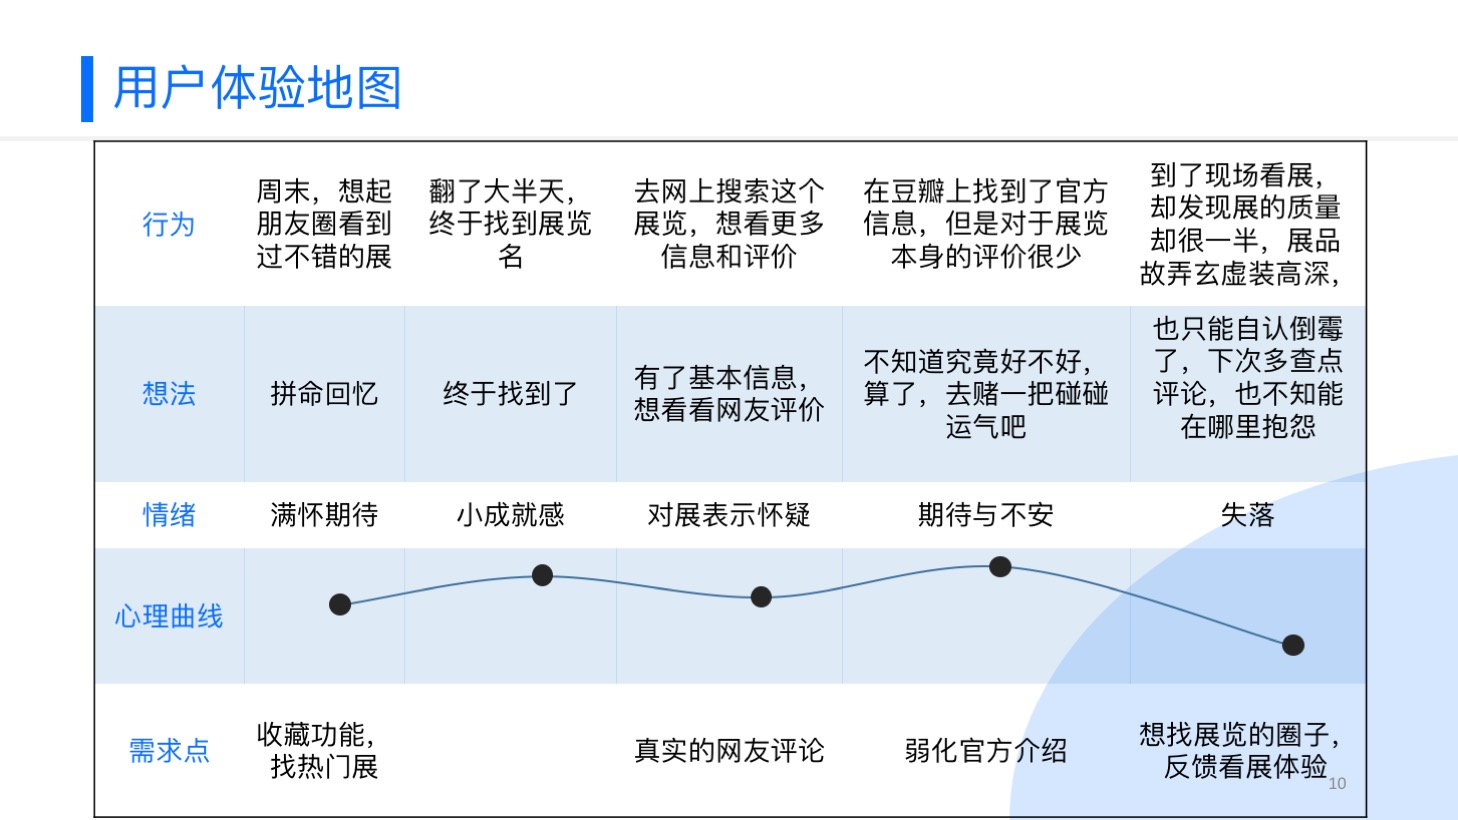 用户体验地图
行为
周末，想起
朋友圈看到
过不错的展
翻了大半天，
终于找到展览
名
去网上搜索这个
展览，想看更多
信息和评价
在豆瓣上找到了官方
信息，但是对于展览
本身的评价很少
到了现场看展，
却发现展的质量
却很一半，展品
故弄玄虚装高深，
想法
拼命回忆
终于找到了
有了基本信息，
想看看网友评价
不知道究竟好不好，
算了，去赌一把碰碰
运气吧
也只能自认倒霉
了，下次多查点
评论，也不知能
在哪里抱怨
情绪
满怀期待
小成就感
对展表示怀疑
期待与不安
失落
心理曲线
需求点
收藏功能，
找热门展
真实的网友评论
弱化官方介绍
想找展览的圈子，
反馈看展体验
10